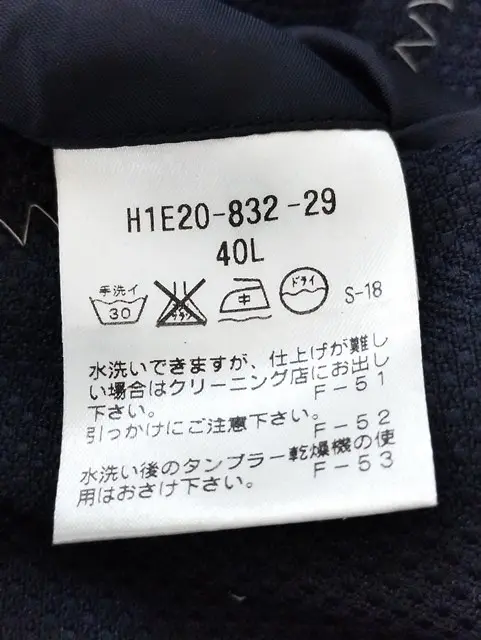 H1E20-832-29
40L
手洗イ
30
中
ドライ
S-18
水洗いできますが、仕上げが難し
い場合はクリーニング店にお出し
下さい。 F-51
引っかけにご注意下さい。
F-52
水洗い後のタンブラー乾燥機の使
用はおさけ下さい。 F-53